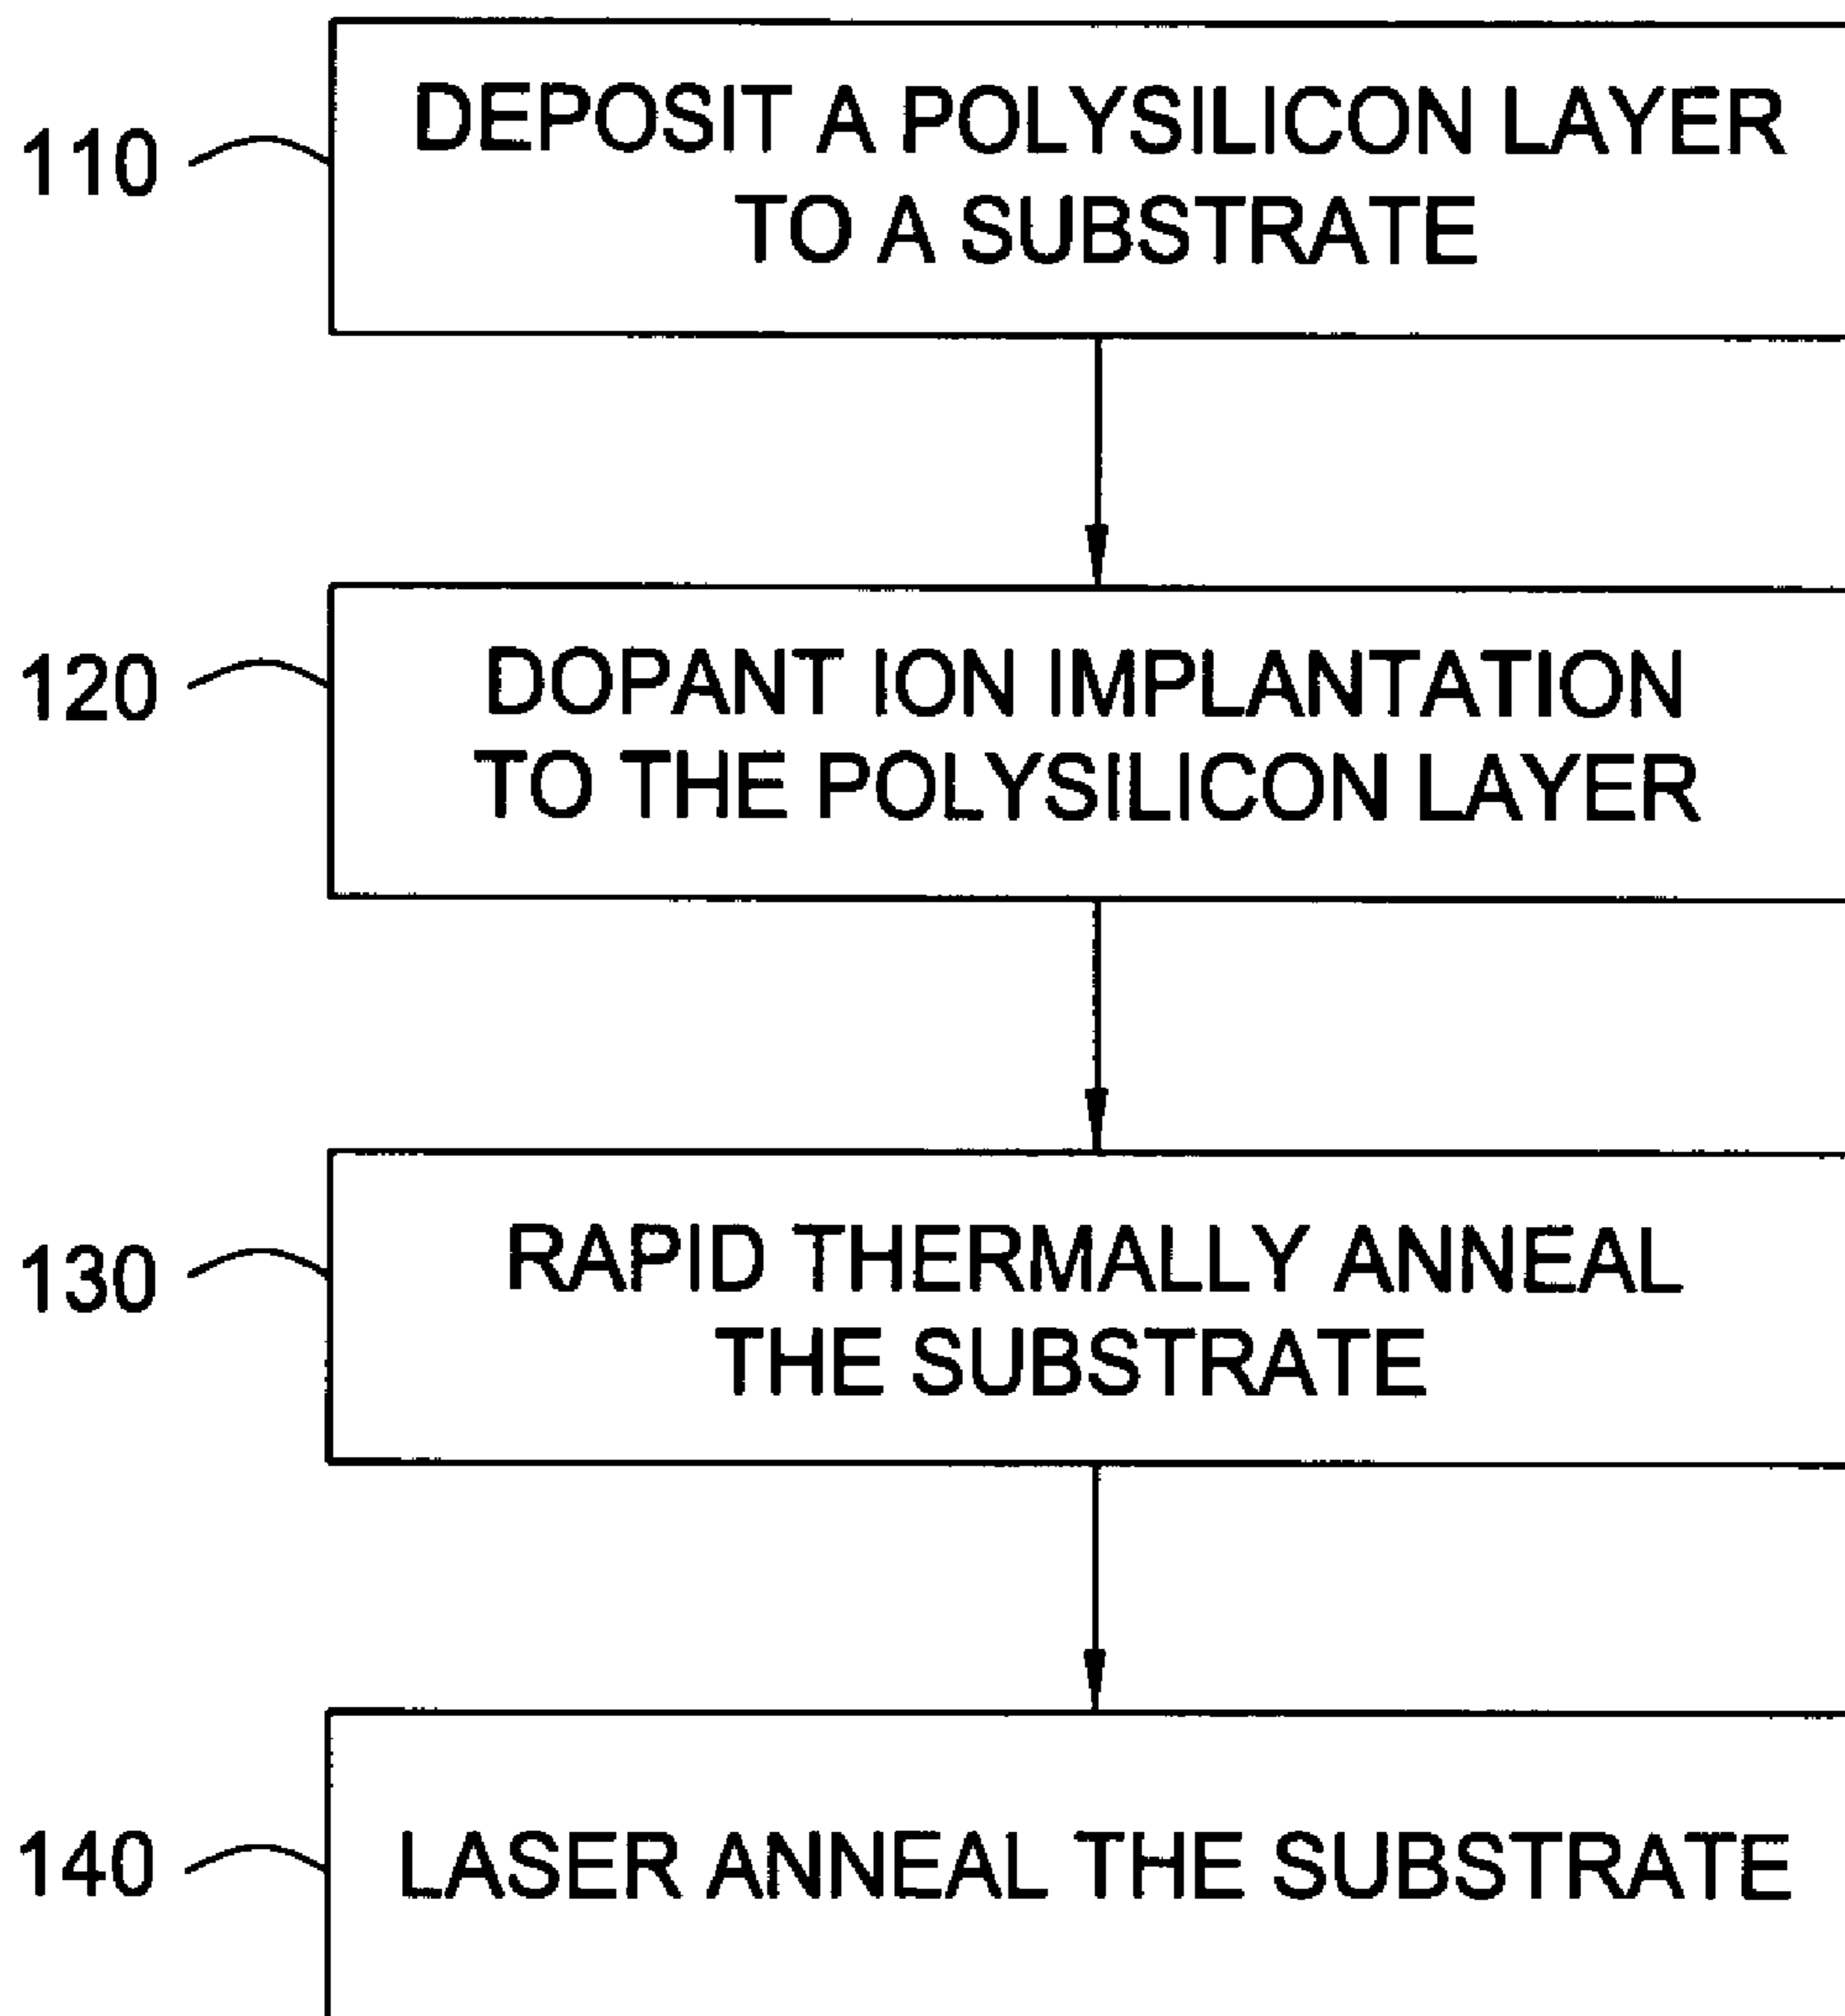 110
DEPOSIT A POLYSILICON LAYER
TO A SUBSTRATE
120
DOPANT ION IMPLANTATION
TO THE POLYSILICON LAYER
130
RAPID THERMALLY ANNEAL
THE SUBSTRATE
140
LASER ANNEAL THE SUBSTRATE